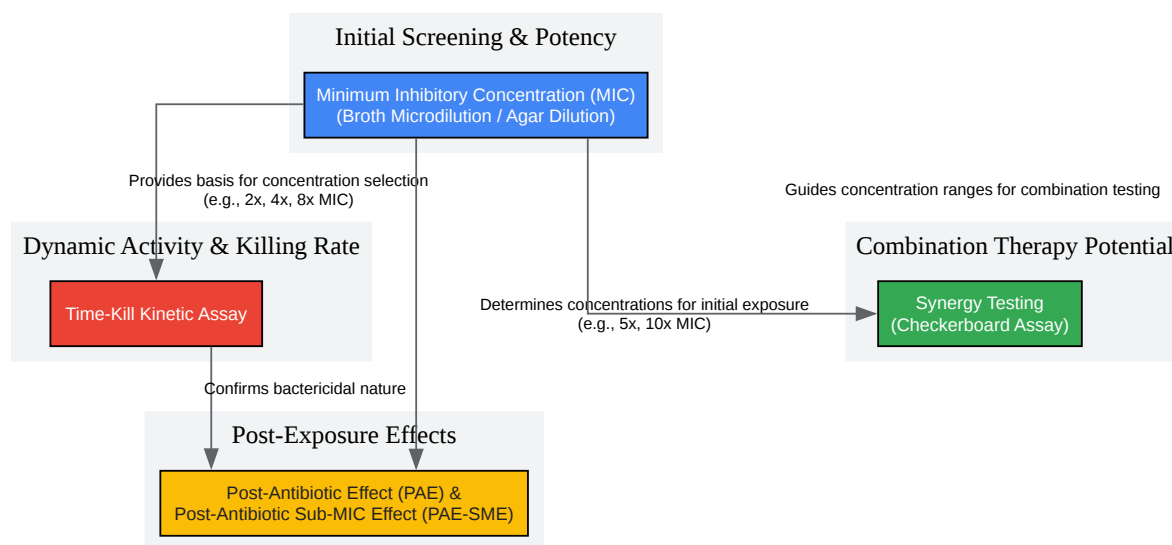 Initial Screening & Potency
Minimum Inhibitory Concentration (MIC)
(Broth Microdilution / Agar Dilution)
Provides basis for concentration selection
(e.g., 2x, 4x, 8x MIC)
Guides concentration ranges for combination testing
Dynamic Activity & Killing Rate
Combination Therapy Potential
Time-Kill Kinetic Assay
Determines concentrations for initial exposure
(e.g., 5x, 10x MIC)
Synergy Testing
(Checkerboard Assay)
Confirms bactericidal nature
Post-Exposure Effects
Post-Antibiotic Effect (PAE) &
Post-Antibiotic Sub-MIC Effect (PAE-SME)